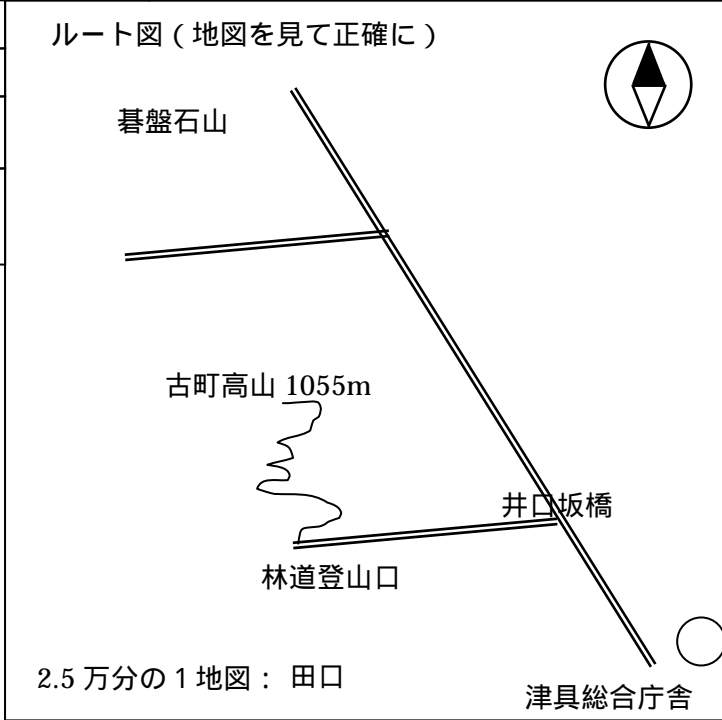 ルート図(地図を見て正確に)
碁盤石山
古町高山 1055m
井口坂橋
林道登山口
2.5 万分の1地図: 田口
津具総合庁舎